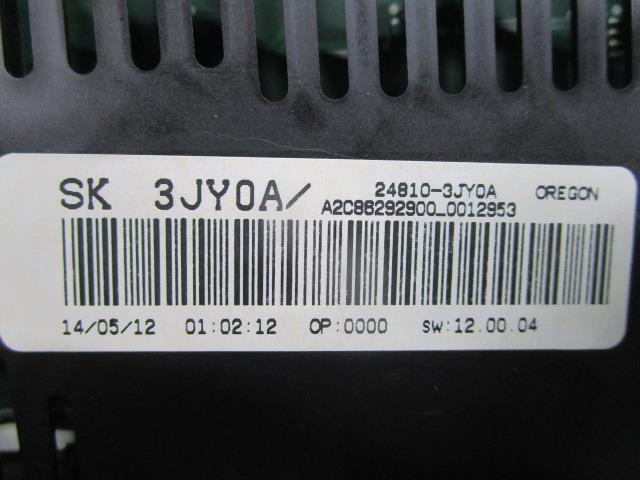 SK 3JY0A/ 24810-3JY0A OREGON
A2C86292900_0012953
14/05/12 01:02:12 OP:0000 SW:12.00.04